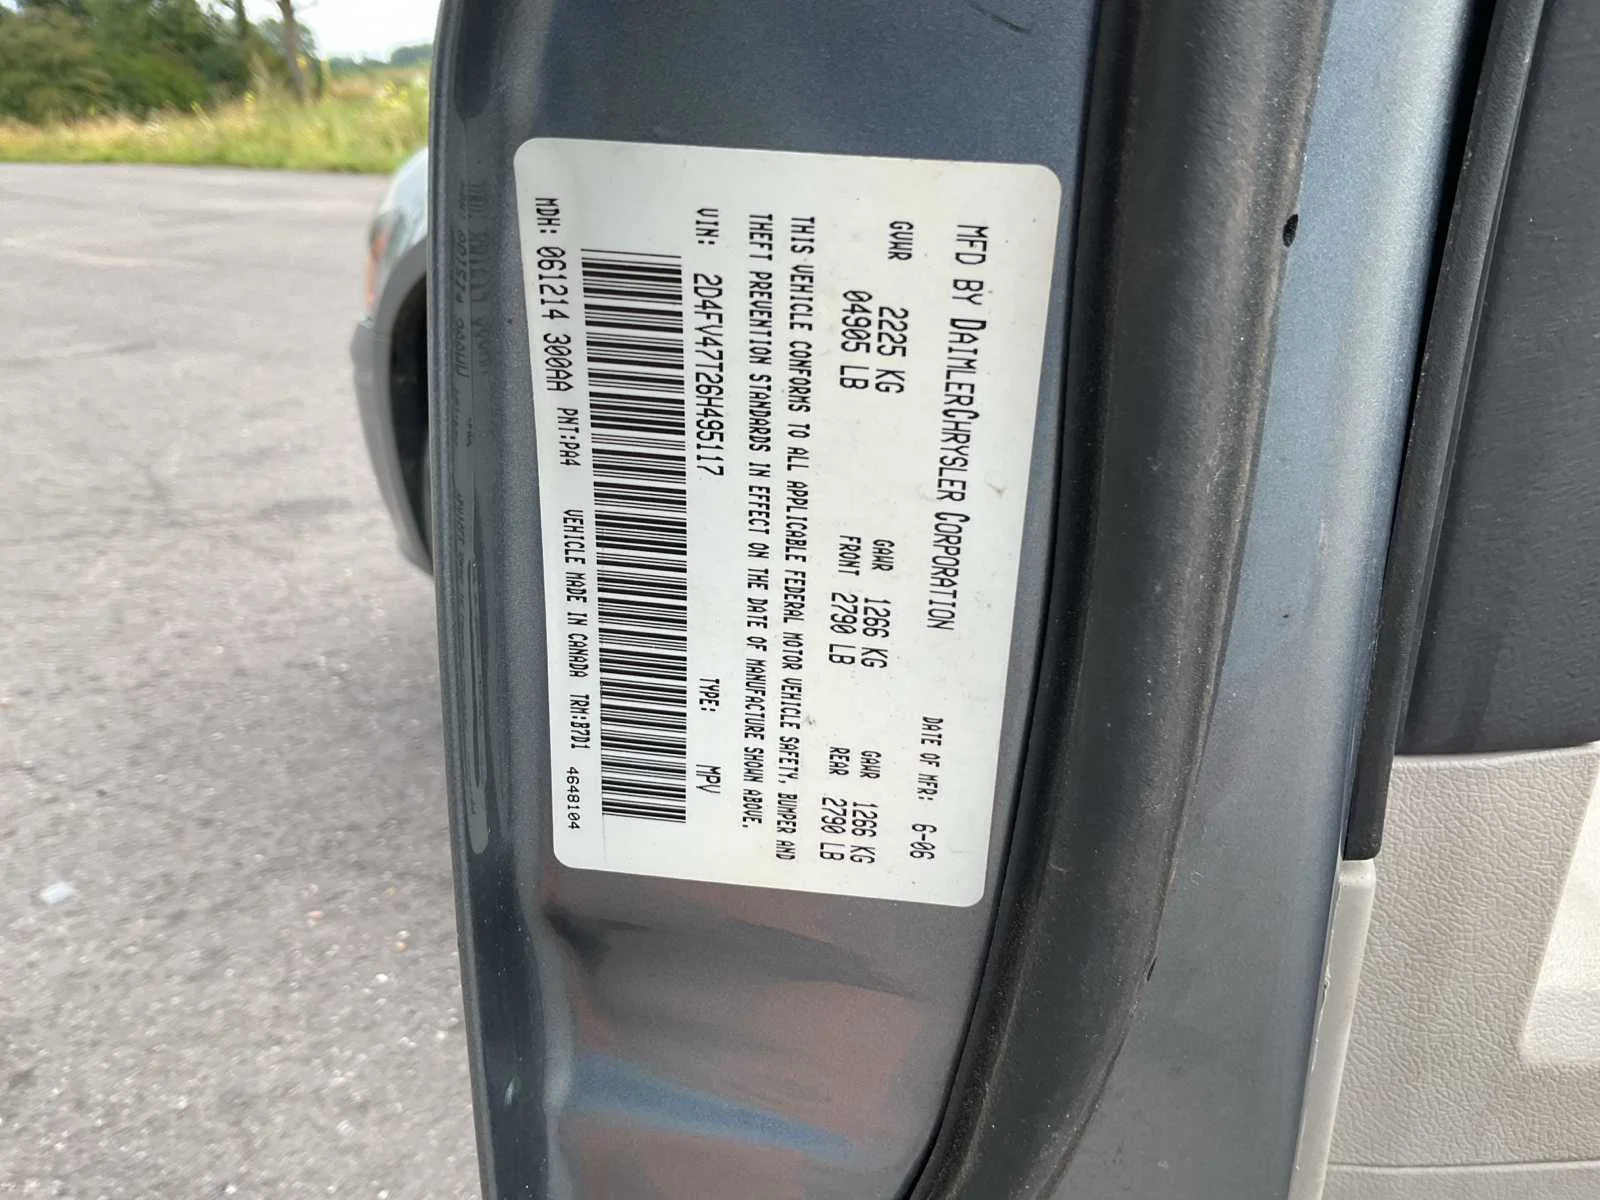 MFD BY DAIMLERCHRYSLER CORPORATION DATE OF MFR: 6-06
GVWR 2225 KG GAWR 1266 KG GAWR 1266 KG
04905 LB FRONT 2790 LB REAR 2790 LB
THIS VEHICLE CONFORMS TO ALL APPLICABLE FEDERAL MOTOR VEHICLE SAFETY, BUMPER AND
THEFT PREVENTION STANDARDS IN EFFECT ON THE DATE OF MANUFACTURE SHOWN ABOVE.
VIN: 2D4FV47T26H495117 TYPE: MPV
MDH: 061214 300AA PNT:PA4 VEHICLE MADE IN CANADA TRM:B7D1 4648104